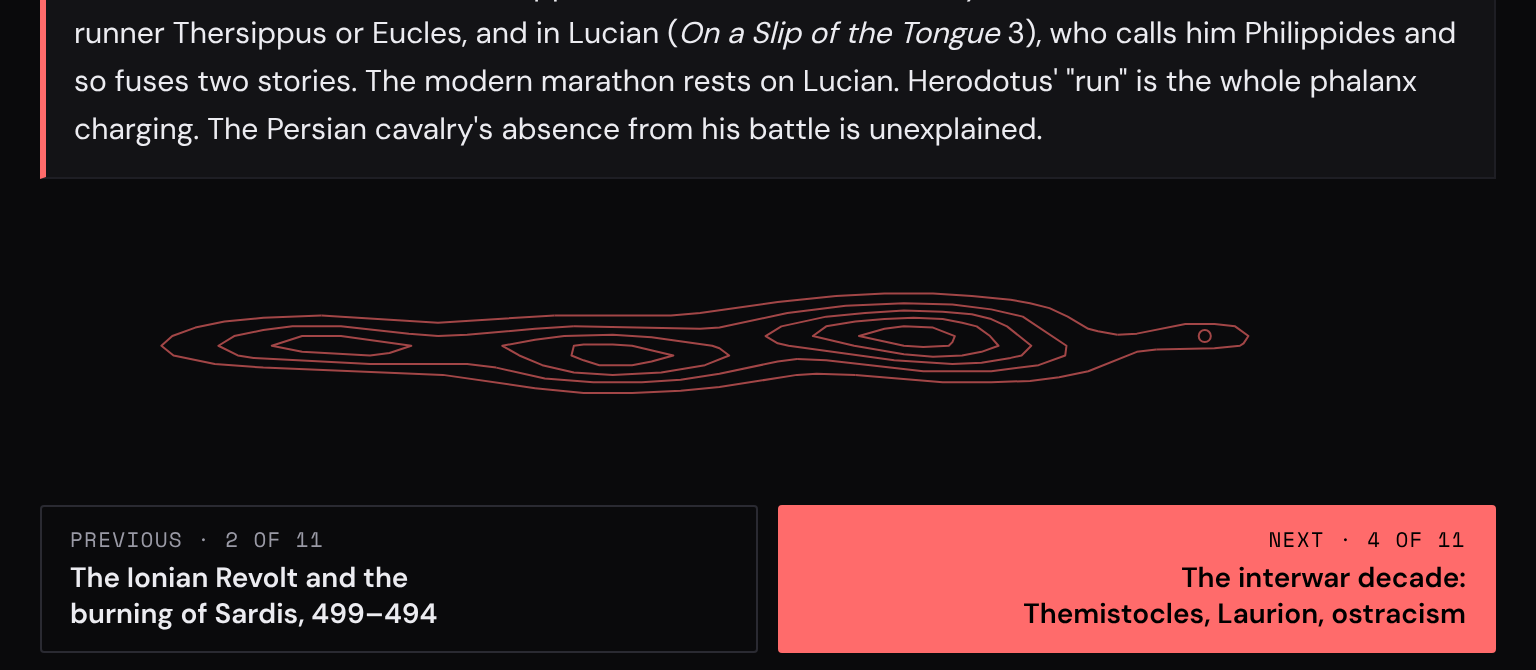 runner Thersippus or Eucles, and in Lucian (On a Slip of the Tongue 3), who calls him Philippides and
so fuses two stories. The modern marathon rests on Lucian. Herodotus' "run" is the whole phalanx
charging. The Persian cavalry's absence from his battle is unexplained.
PREVIOUS · 2 OF 11
The Ionian Revolt and the
burning of Sardis, 499–494
NEXT · 4 OF 11
The interwar decade:
Themistocles, Laurion, ostracism